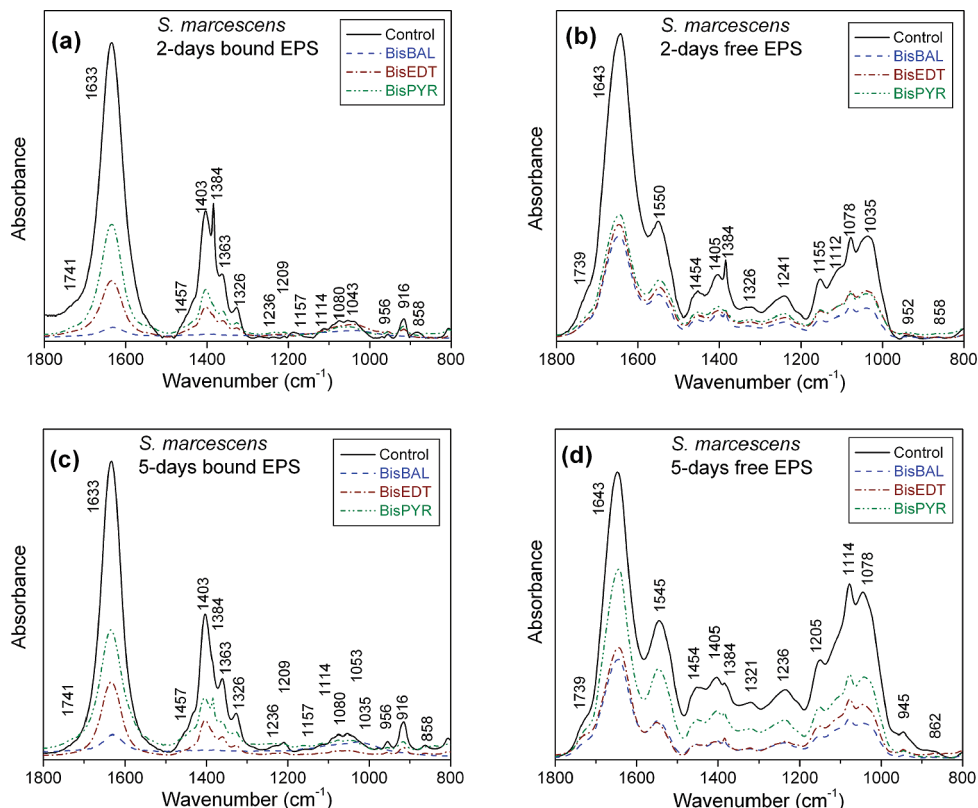 (a)
S. marcescens
2-days bound EPS
Control
BisBAL
BisEDT
BisPYR
1741
1633
1457
1403
1384
1363
1326
1236
1209
1157
1114
1080
1043
956
916
858
Absorbance
1800 1600 1400 1200 1000 800
Wavenumber (cm-1)
(b)
S. marcescens
2-days free EPS
Control
BisBAL
BisEDT
BisPYR
1739
1643
1550
1454
1405
1384
1326
1241
1155
1112
1078
1035
952
858
Absorbance
1800 1600 1400 1200 1000 800
Wavenumber (cm-1)
(c)
S. marcescens
5-days bound EPS
Control
BisBAL
BisEDT
BisPYR
1741
1633
1457
1403
1384
1363
1326
1236
1209
1157
1114
1080
1053
1035
956
916
858
Absorbance
1800 1600 1400 1200 1000 800
Wavenumber (cm-1)
(d)
S. marcescens
5-days free EPS
Control
BisBAL
BisEDT
BisPYR
1739
1643
1545
1454
1405
1384
1321
1236
1205
1114
1078
945
862
Absorbance
1800 1600 1400 1200 1000 800
Wavenumber (cm-1)